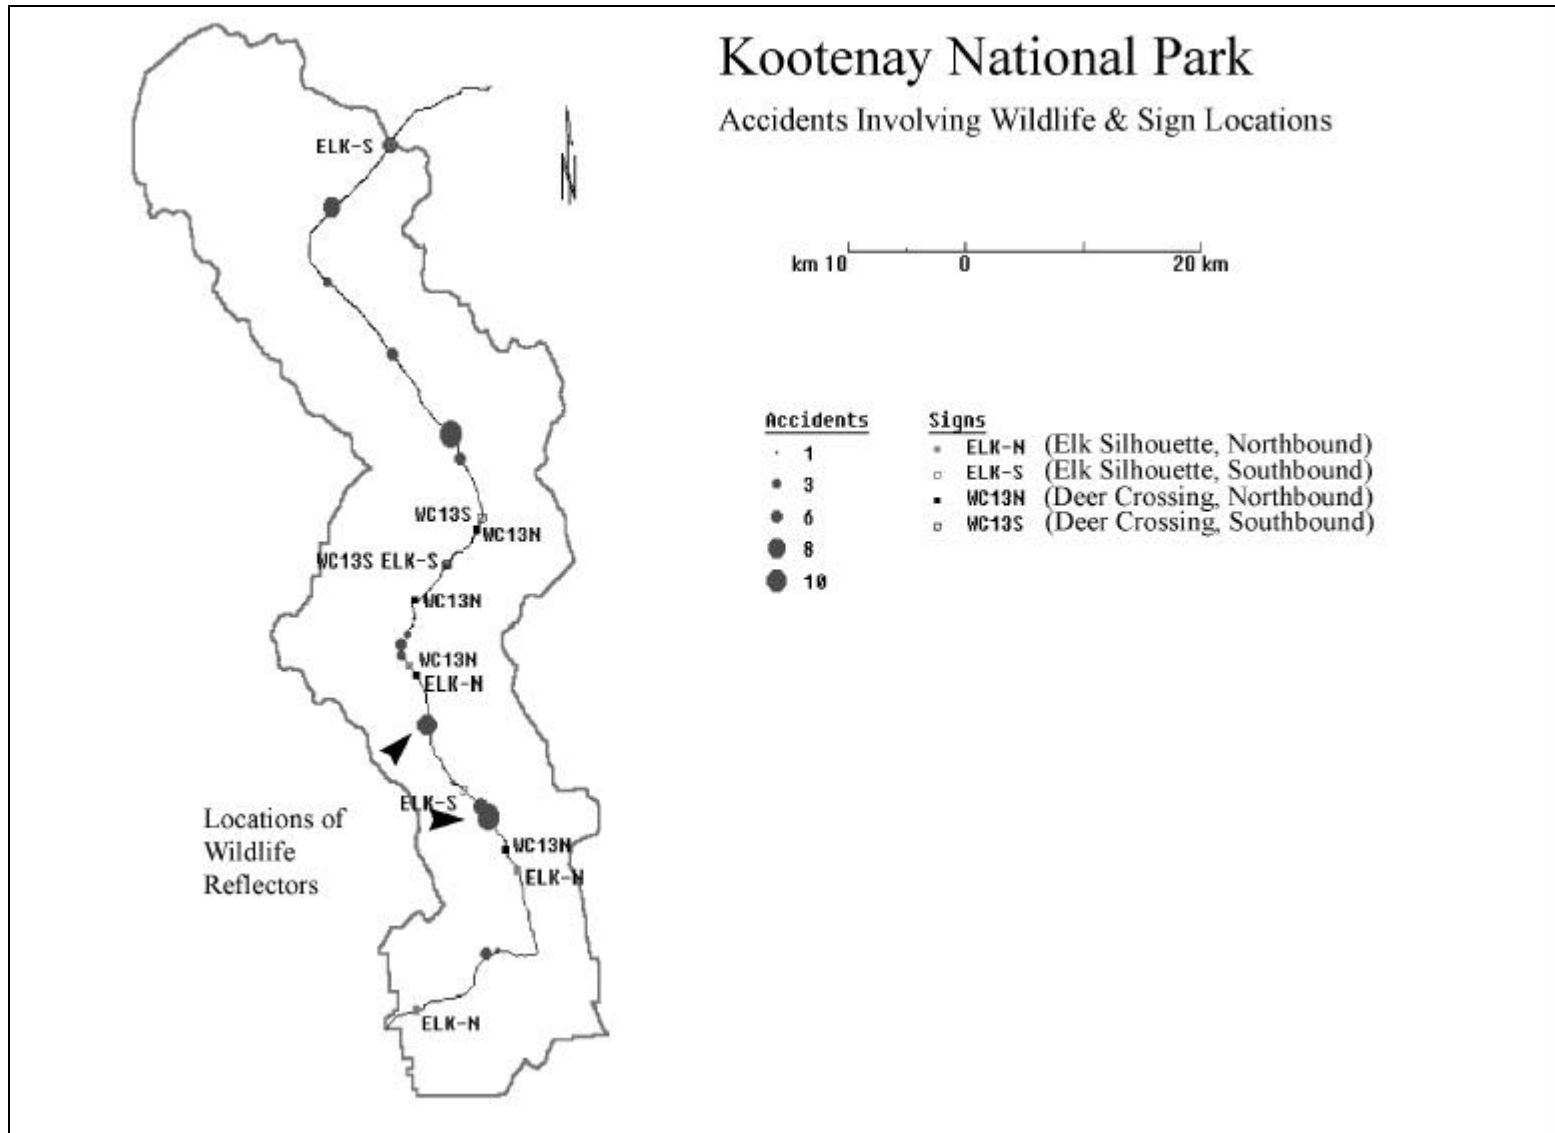 Kootenay National Park
Accidents Involving Wildlife & Sign Locations
N
km 10 0 20 km
Accidents
1
3
6
8
10
Signs
ELK-N (Elk Silhouette, Northbound)
ELK-S (Elk Silhouette, Southbound)
WC13N (Deer Crossing, Northbound)
WC13S (Deer Crossing, Southbound)
ELK-S
WC13S
WC13N
WC13S ELK-S
WC13N
WC13N
ELK-N
ELK-S
WC13N
ELK-N
ELK-N
Locations of
Wildlife
Reflectors